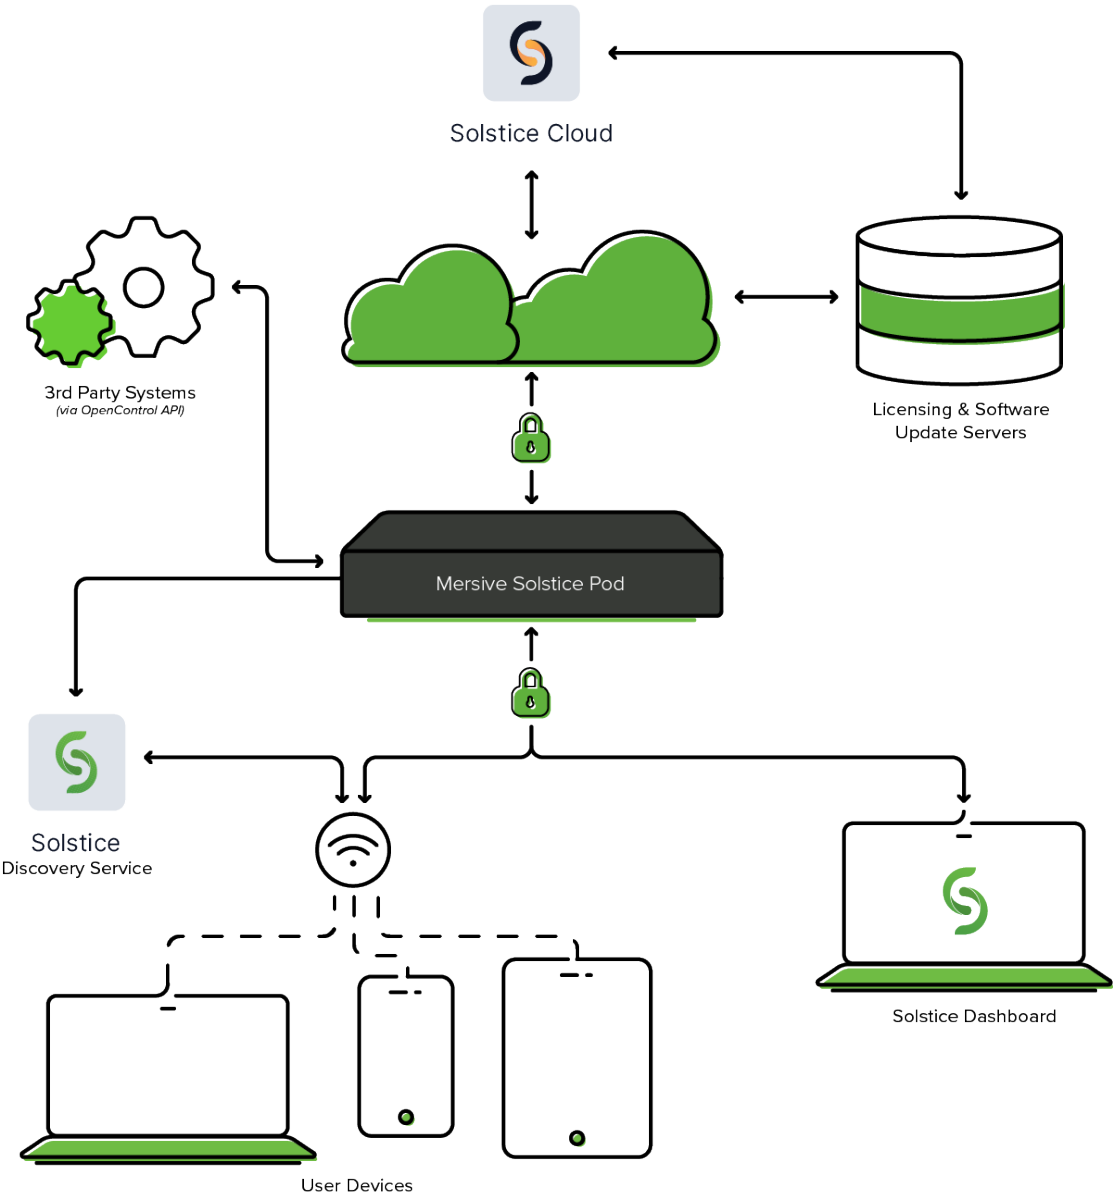 Solstice Cloud
3rd Party Systems
(via OpenControl API)
Licensing & Software
Update Servers
Mersive Solstice Pod
Solstice
Discovery Service
Solstice Dashboard
User Devices